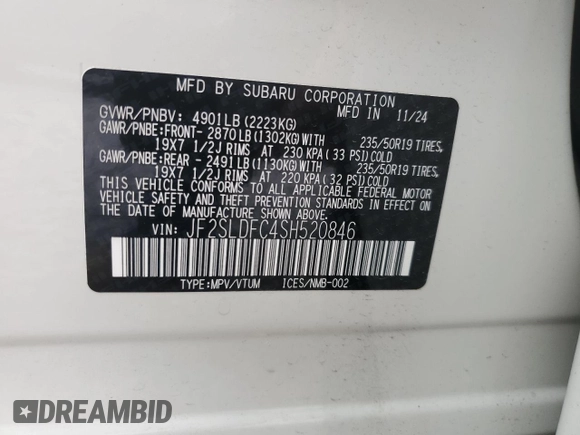 MFD BY SUBARU CORPORATION
GVWR/PNBV: 4901LB(2223KG) MFD IN 11/24
GAWR/PNBE:FRONT- 2870LB(1302KG)WITH 235/50R19 TIRES,
19X7 1/2J RIMS AT 230 KPA(33 PSI)COLD
GAWR/PNBE:REAR - 2491LB(1130KG)WITH 235/50R19 TIRES,
19X7 1/2J RIMS AT 220 KPA(32 PSI)COLD
THIS VEHICLE CONFORMS TO ALL APPLICABLE FEDERAL MOTOR
VEHICLE SAFETY AND THEFT PREVENTION STANDARDS IN EFFECT
ON THE DATE OF MANUFACTURE SHOWN ABOVE.
VIN: JF2SLDFC4SH520846
TYPE:MPV/VTUM ICES/NMB-002
DREAMBID